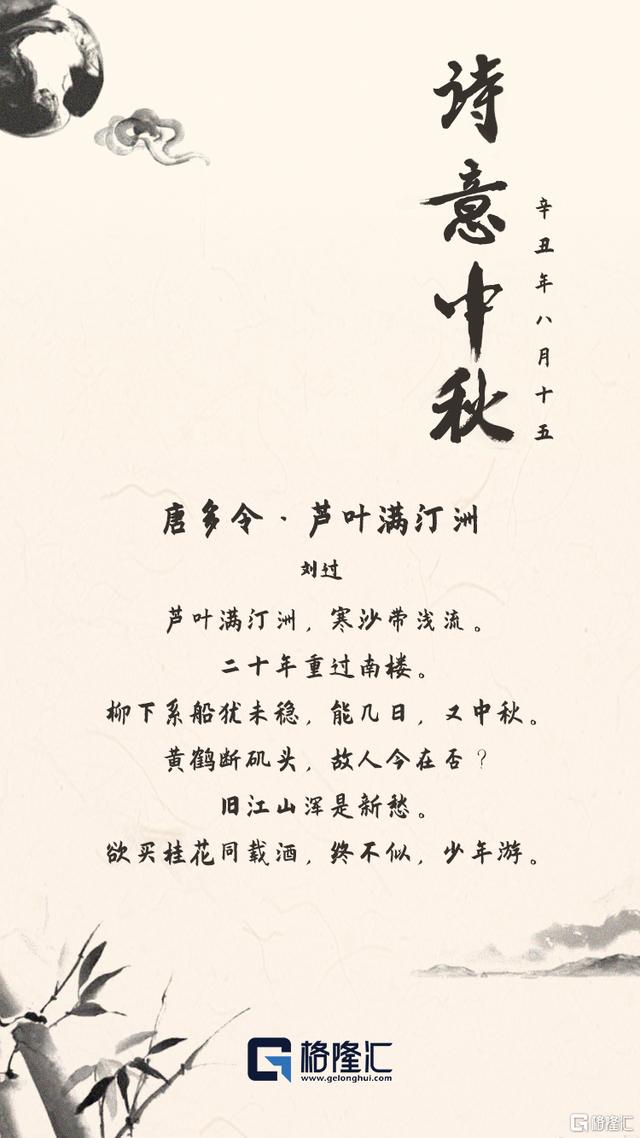 诗意中秋
辛丑年八月十五
唐多令·芦叶满汀洲
刘过
芦叶满汀洲，寒沙带浅流。
二十年重过南楼。
柳下系船犹未稳，能几日，又中秋。
黄鹤断矶头，故人今在否？
旧江山浑是新愁。
欲买桂花同载酒，终不似，少年游。
格隆汇
www.gelonghui.com
格隆汇